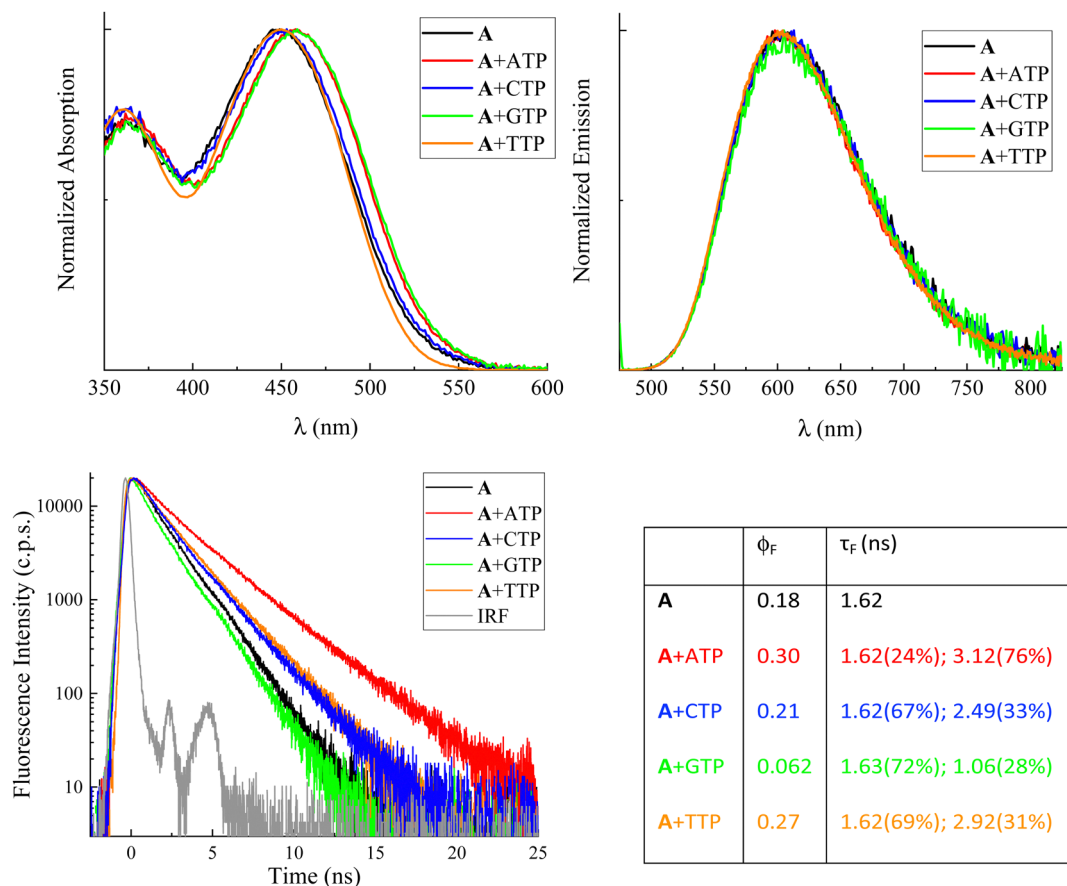 Normalized Absorption
A
A+ATP
A+CTP
A+GTP
A+TTP
350 400 450 500 550 600
λ (nm)
Normalized Emission
A
A+ATP
A+CTP
A+GTP
A+TTP
500 550 600 650 700 750 800
λ (nm)
Fluorescence Intensity (c.p.s.)
10000
1000
100
10
A
A+ATP
A+CTP
A+GTP
A+TTP
IRF
0 5 10 15 20 25
Time (ns)
ϕF τF (ns)
A 0.18 1.62
A+ATP 0.30 1.62(24%); 3.12(76%)
A+CTP 0.21 1.62(67%); 2.49(33%)
A+GTP 0.062 1.63(72%); 1.06(28%)
A+TTP 0.27 1.62(69%); 2.92(31%)